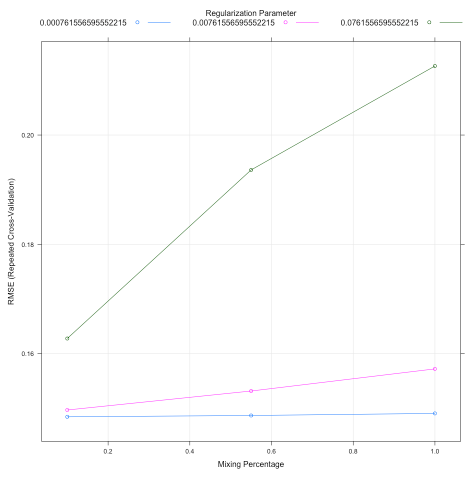 Regularization Parameter
0.000761556595552215 0.00761556595552215 0.0761556595552215
0.20
0.18
0.16
RMSE (Repeated Cross-Validation)
0.2 0.4 0.6 0.8 1.0
Mixing Percentage